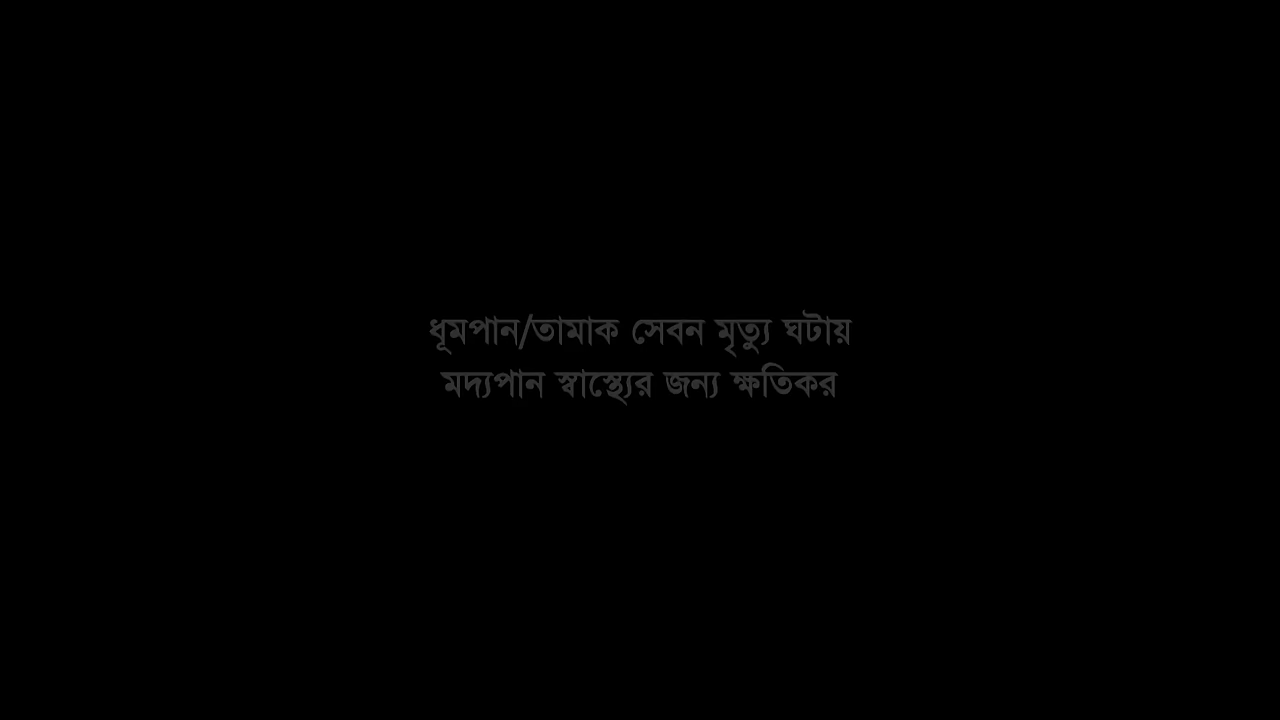 ধূমপান/তামাক সেবন মৃত্যু ঘটায়
মদ্যপান স্বাস্থ্যের জন্য ক্ষতিকর